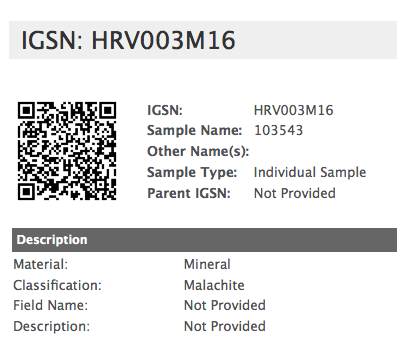 IGSN: HRV003M16
IGSN: HRV003M16
Sample Name: 103543
Other Name(s):
Sample Type: Individual Sample
Parent IGSN: Not Provided
Description
Material: Mineral
Classification: Malachite
Field Name: Not Provided
Description: Not Provided